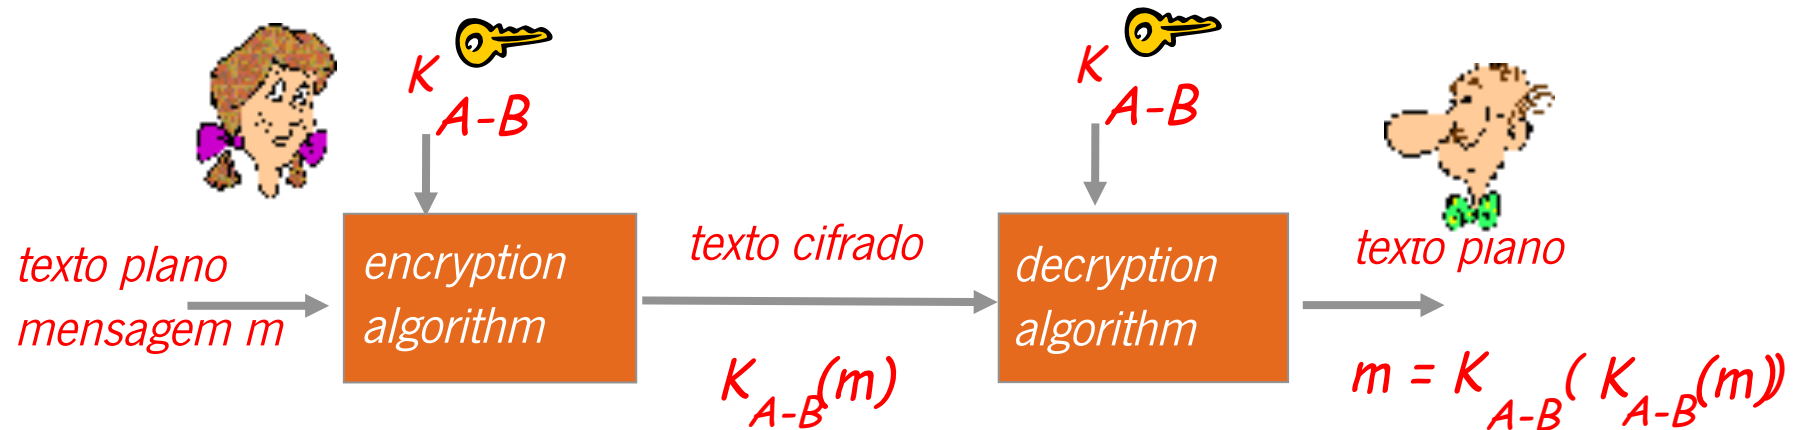 K
A-B
K
A-B
texto plano
mensagem m
encryption
algorithm
texto cifrado
K A-B (m)
decryption
algorithm
texto plano
m = K A-B ( K A-B (m))